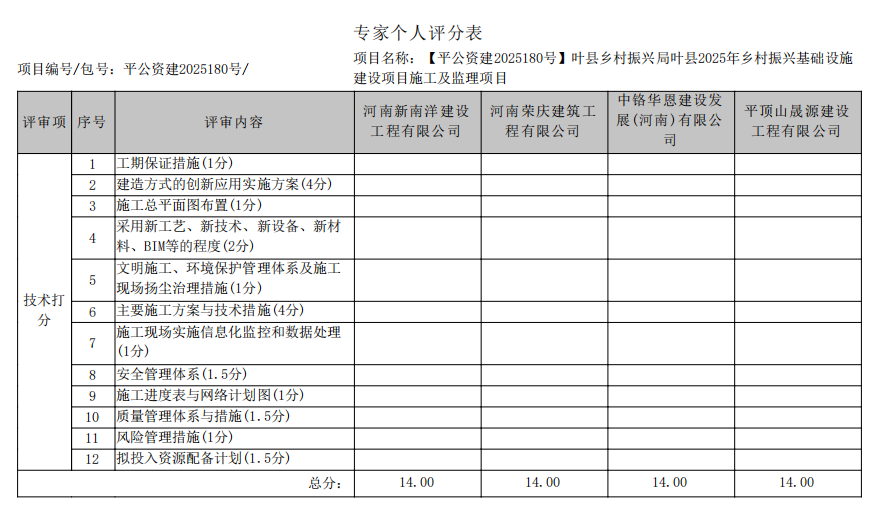 专家个人评分表
项目编号/包号：平公资建2025180号/
项目名称：【平公资建2025180号】叶县乡村振兴局叶县2025年乡村振兴基础设施
建设项目施工及监理项目
评审项 序号 评审内容
河南新南洋建设
工程有限公司
河南荣庆建筑工
程有限公司
中铬华恩建设发
展(河南)有限公
司
平顶山晟源建设
工程有限公司
技术打
分
1 工期保证措施(1分)
2 建造方式的创新应用实施方案(4分)
3 施工总平面图布置(1分)
4 采用新工艺、新技术、新设备、新材
料、BIM等的程度(2分)
5 文明施工、环境保护管理体系及施工
现场扬尘治理措施(1分)
6 主要施工方案与技术措施(4分)
7 施工现场实施信息化监控和数据处理
(1分)
8 安全管理体系(1.5分)
9 施工进度表与网络计划图(1分)
10 质量管理体系与措施(1.5分)
11 风险管理措施(1分)
12 拟投入资源配备计划(1.5分)
总分： 14.00 14.00 14.00 14.00